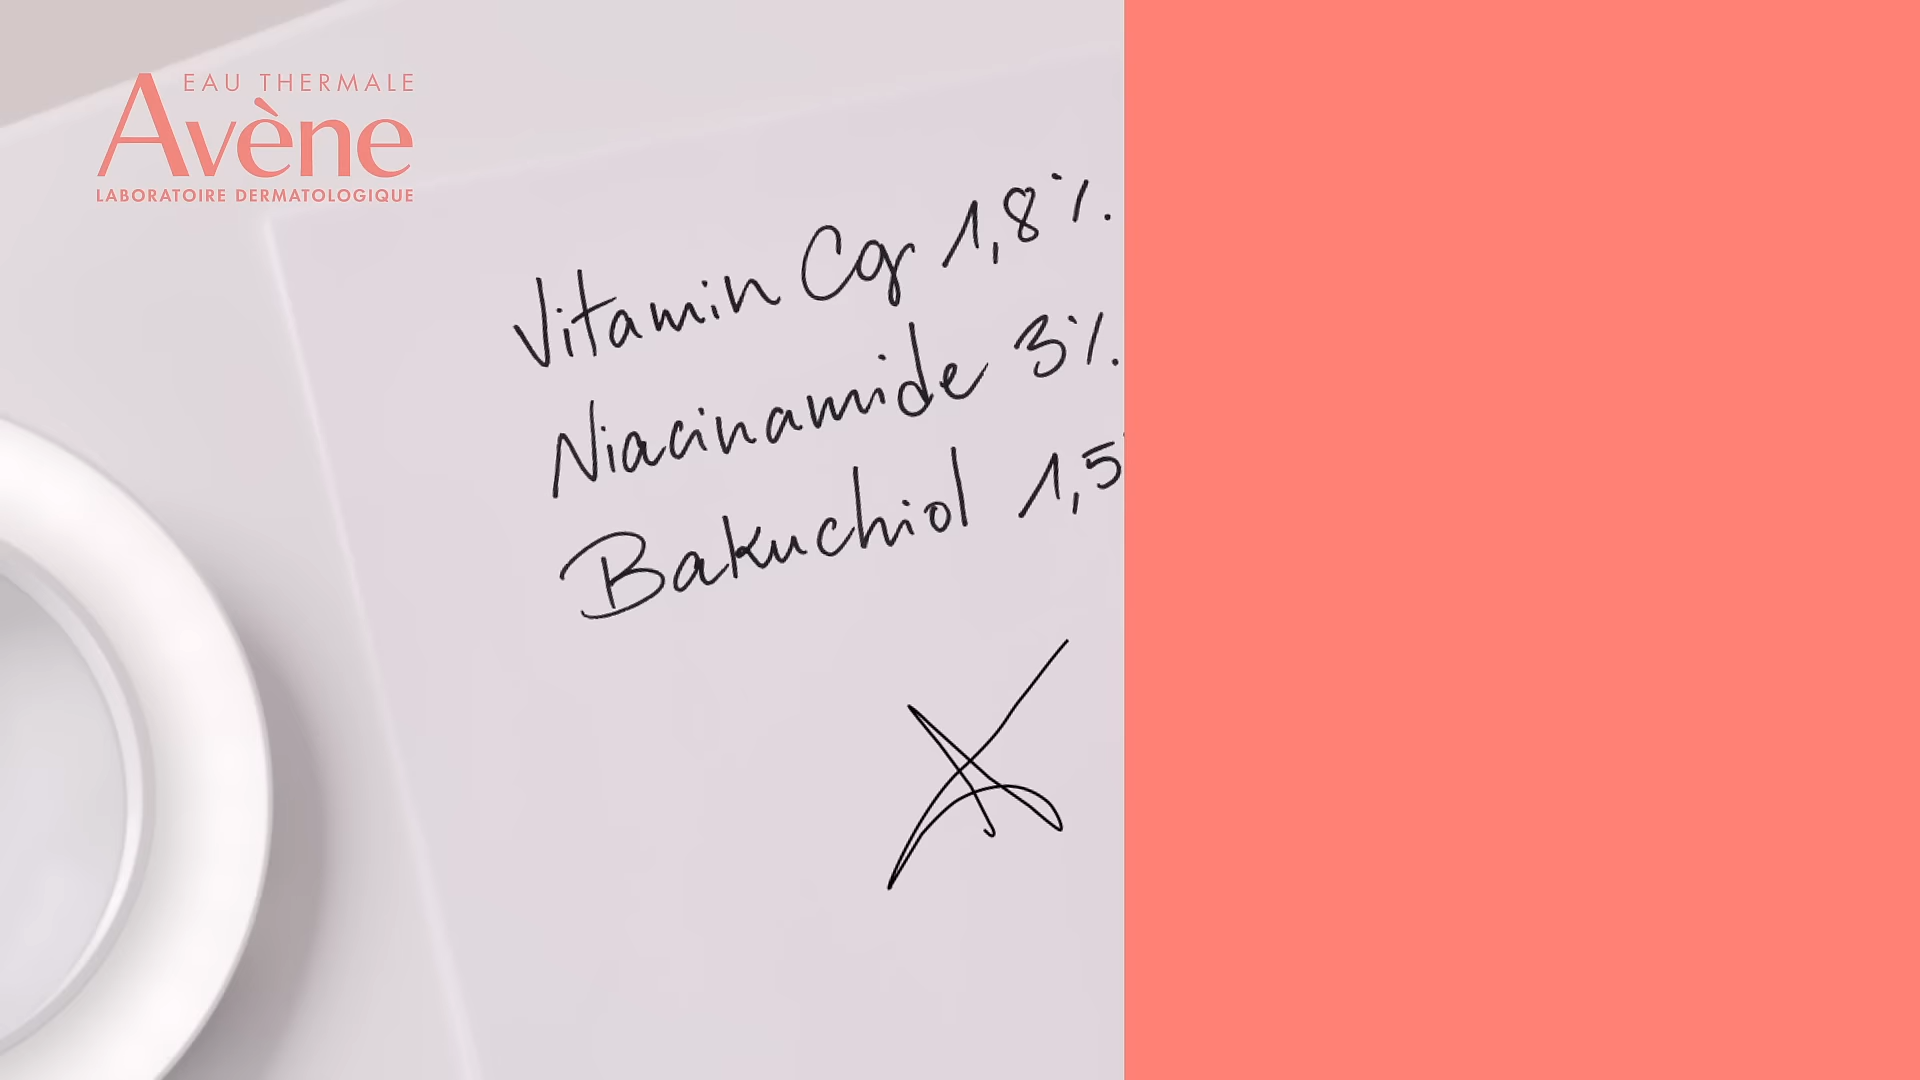 EAU THERMALE
Avène
LABORATOIRE DERMATOLOGIQUE
Vitamin Cg 1,8%
Niacinamide 3%
Bakuchiol 1,5